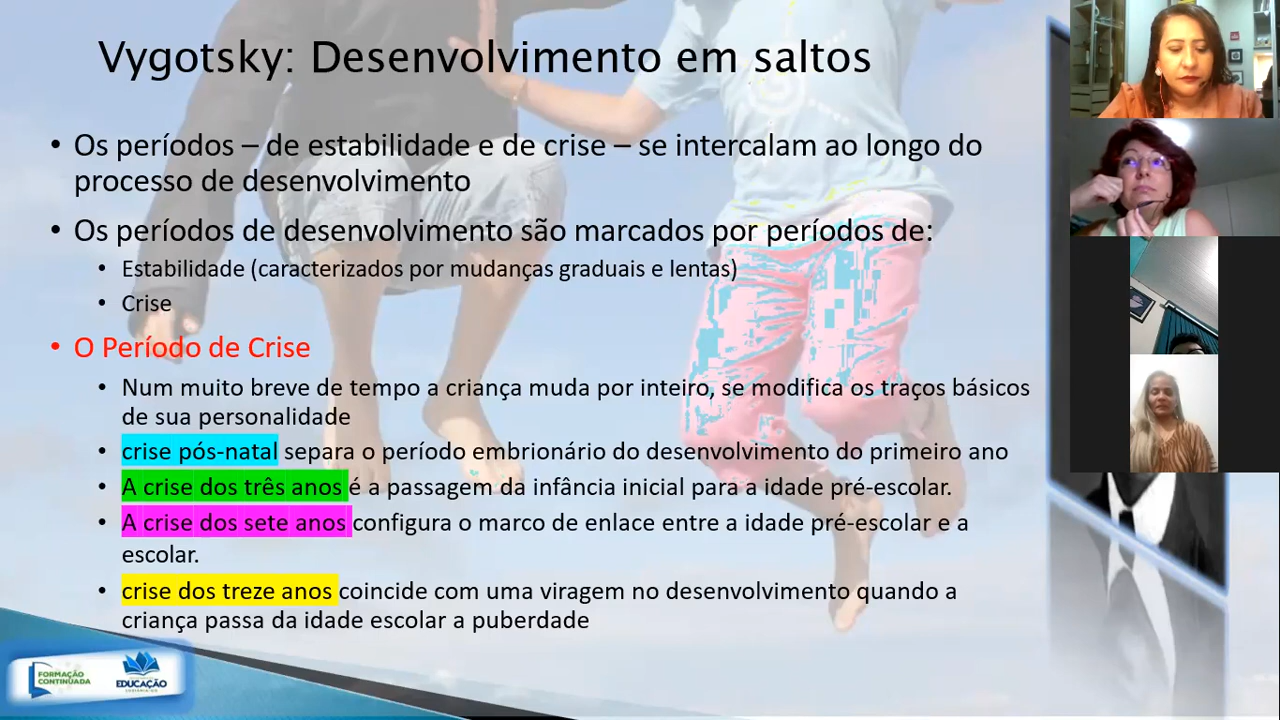 Vygotsky: Desenvolvimento em saltos
• Os períodos – de estabilidade e de crise – se intercalam ao longo do
processo de desenvolvimento
• Os períodos de desenvolvimento são marcados por períodos de:
• Estabilidade (caracterizados por mudanças graduais e lentas)
• Crise
• O Período de Crise
• Num muito breve de tempo a criança muda por inteiro, se modifica os traços básicos
de sua personalidade
• crise pós-natal separa o período embrionário do desenvolvimento do primeiro ano
• A crise dos três anos é a passagem da infância inicial para a idade pré-escolar.
• A crise dos sete anos configura o marco de enlace entre a idade pré-escolar e a
escolar.
• crise dos treze anos coincide com uma viragem no desenvolvimento quando a
criança passa da idade escolar a puberdade
FORMAÇÃO
CONTINUADA
EDUCAÇÃO